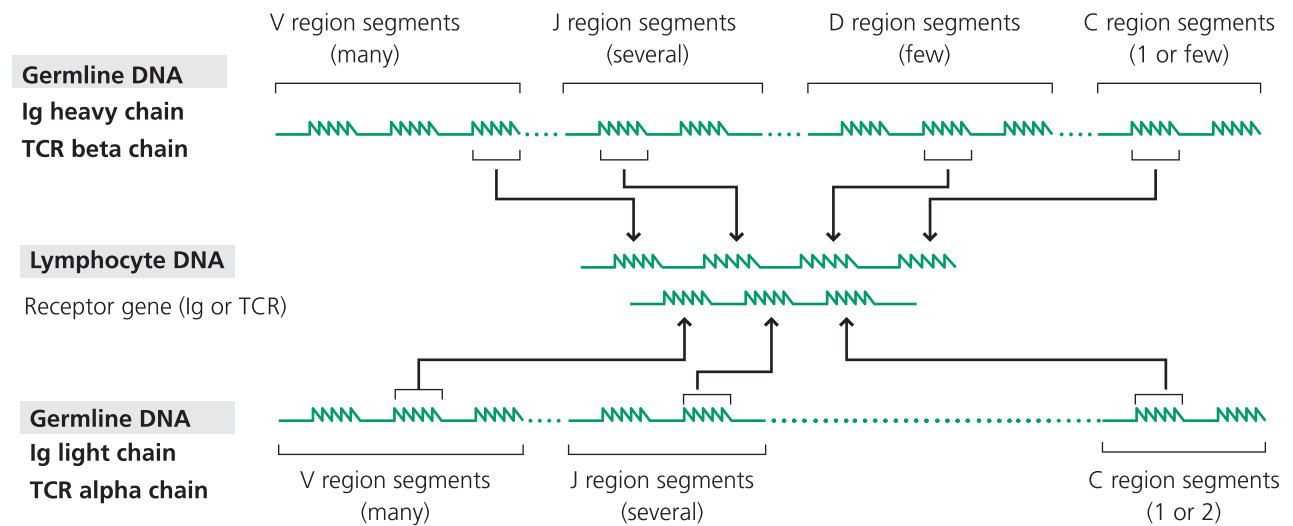 V region segments
(many)
J region segments
(several)
D region segments
(few)
C region segments
(1 or few)
Germline DNA
Ig heavy chain
TCR beta chain
Lymphocyte DNA
Receptor gene (Ig or TCR)
Germline DNA
Ig light chain
TCR alpha chain
V region segments
(many)
J region segments
(several)
C region segments
(1 or 2)